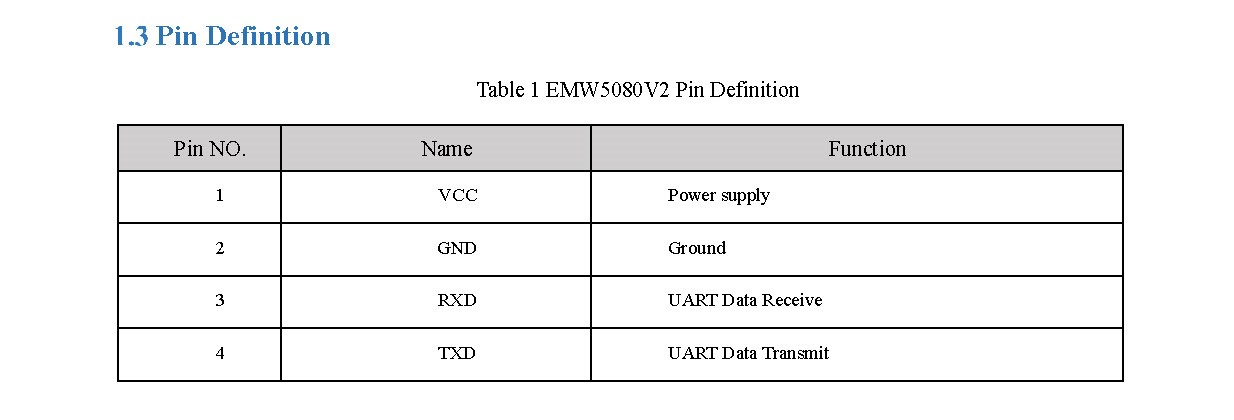 1.3 Pin Definition
Table 1 EMW5080V2 Pin Definition
Pin NO. Name Function
1 VCC Power supply
2 GND Ground
3 RXD UART Data Receive
4 TXD UART Data Transmit